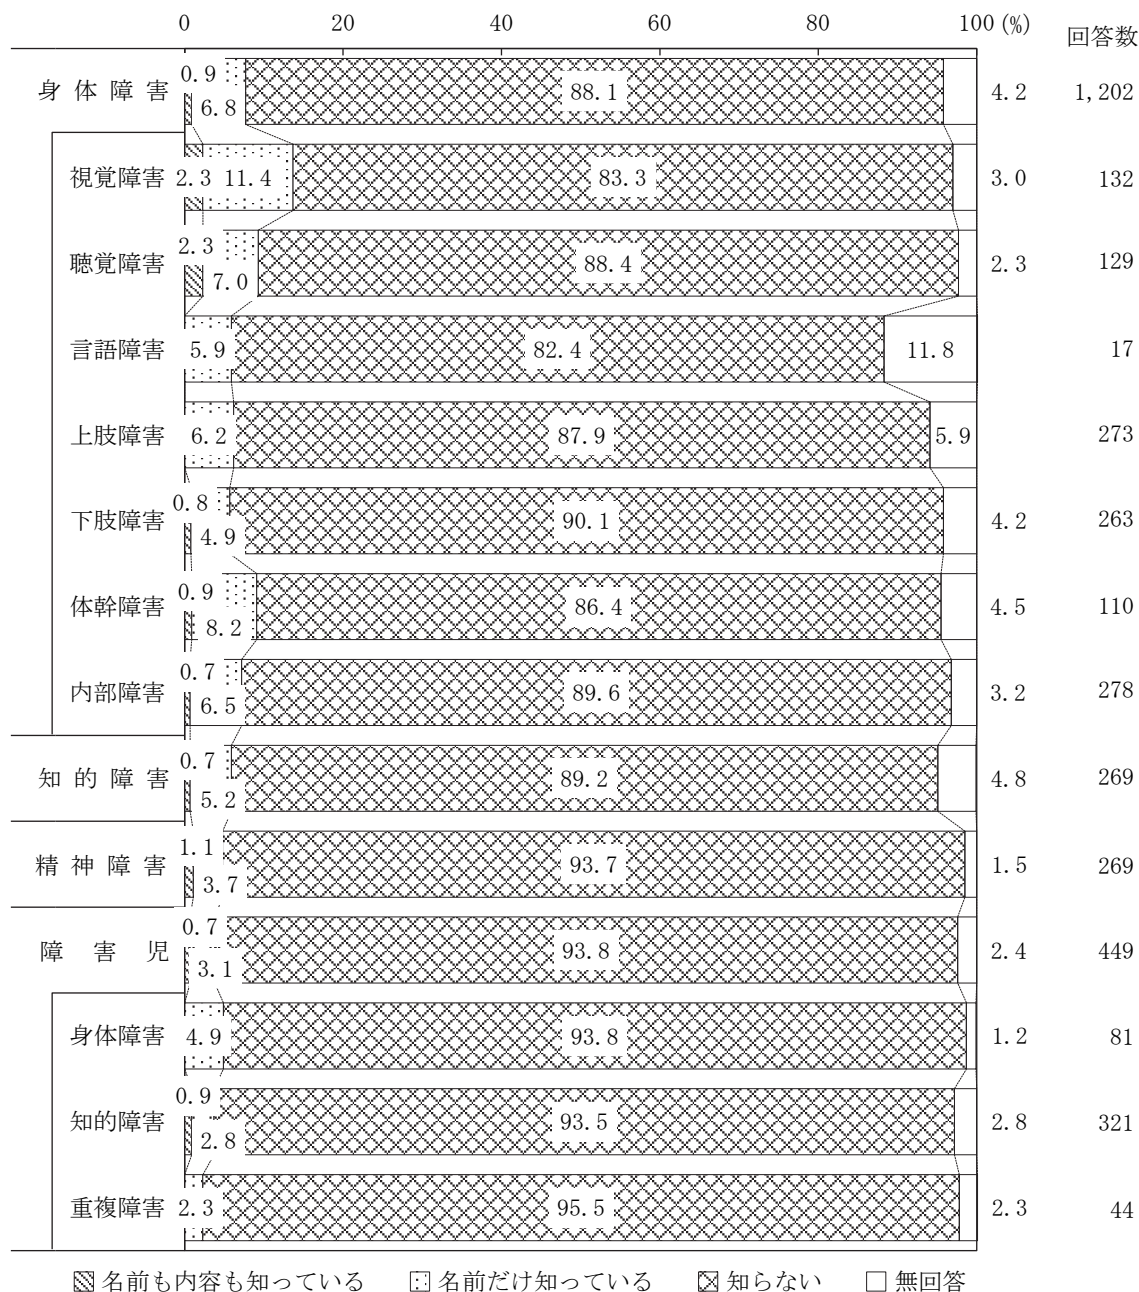 0 20 40 60 80 100 (%) 回答数
身体障害 0.9 6.8 88.1 4.2 1,202
視覚障害 2.3 11.4 83.3 3.0 132
聴覚障害 2.3 7.0 88.4 2.3 129
言語障害 5.9 82.4 11.8 17
上肢障害 6.2 87.9 5.9 273
下肢障害 0.8 4.9 90.1 4.2 263
体幹障害 0.9 8.2 86.4 4.5 110
内部障害 0.7 6.5 89.6 3.2 278
知的障害 0.7 5.2 89.2 4.8 269
精神障害 1.1 3.7 93.7 1.5 269
障害児 0.7 3.1 93.8 2.4 449
身体障害 4.9 93.8 1.2 81
知的障害 0.9 2.8 93.5 2.8 321
重複障害 2.3 95.5 2.3 44
名前も内容も知っている 名前だけ知っている 知らない 無回答